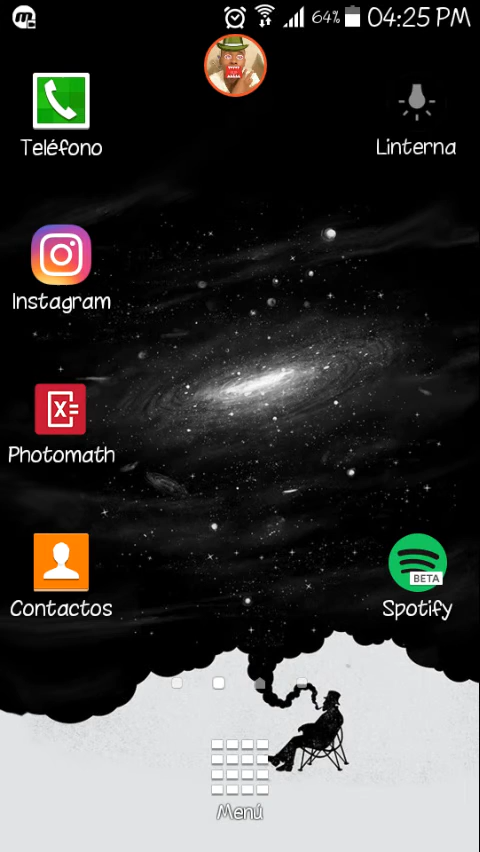 64% 04:25 PM
Teléfono
Linterna
Instagram
X=
Photomath
BETA
Contactos
Spotify
Menú